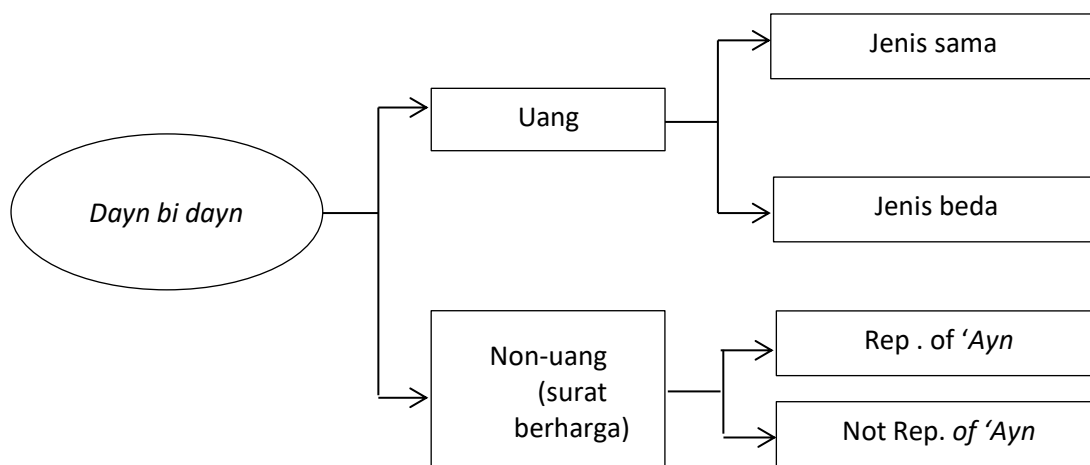 Jenis sama
Uang
Dayn bi dayn
Jenis beda
Non-uang
(surat
berharga)
Rep . of ‘Ayn
Not Rep. of ‘Ayn